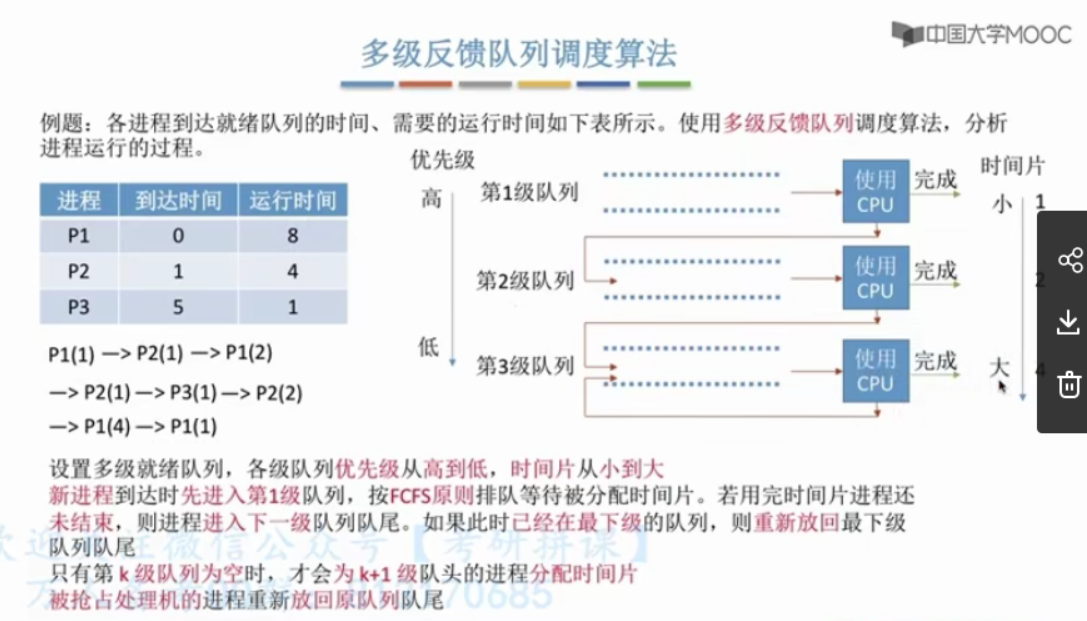 中国大学MOOC
多级反馈队列调度算法
例题：各进程到达就绪队列的时间、需要的运行时间如下表所示。使用多级反馈队列调度算法，分析
进程运行的过程。
进程 到达时间 运行时间
P1 0 8
P2 1 4
P3 5 1
P1(1) —> P2(1) —> P1(2)
—> P2(1) —> P3(1) —> P2(2)
—> P1(4) —> P1(1)
优先级
高
低
第1级队列
使用
CPU
完成
第2级队列
使用
CPU
完成
第3级队列
使用
CPU
完成
时间片
小 1
2
大 4
设置多级就绪队列，各级队列优先级从高到低，时间片从小到大
新进程到达时先进入第1级队列，按FCFS原则排队等待被分配时间片。若用完时间片进程还
未结束，则进程进入下一级队列队尾。如果此时已经在最下级的队列，则重新放回最下级
队列队尾
只有第 k 级队列为空时，才会为 k+1 级队头的进程分配时间片
被抢占处理机的进程重新放回原队列队尾
微信公众号【考研拼课】
70685